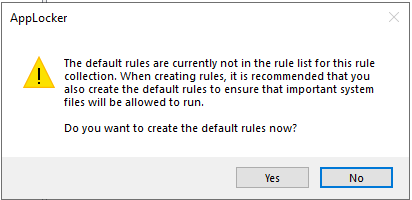 AppLocker
The default rules are currently not in the rule list for this rule
collection. When creating rules, it is recommended that you
also create the default rules to ensure that important system
files will be allowed to run.
Do you want to create the default rules now?
Yes
No